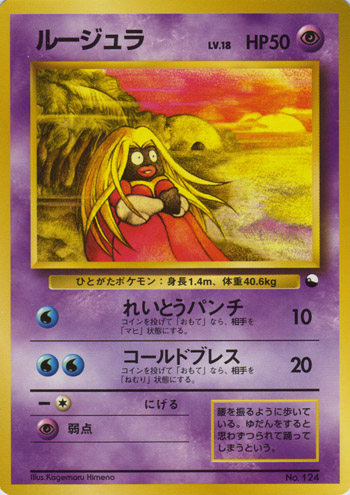 ルージュラ LV.18 HP50
ひとがたポケモン：身長1.4m、体重40.6kg
れいとうパンチ 10
コインを投げて「おもて」なら、相手を
「マヒ」状態にする。
コールドブレス 20
コインを投げて「おもて」なら、相手を
「ねむり」状態にする。
にげる
弱点
腰を振るように歩いて
いる。ゆだんをすると
思わずつられて踊って
しまうという。
Illus.Kagemaru Himeno
No. 124